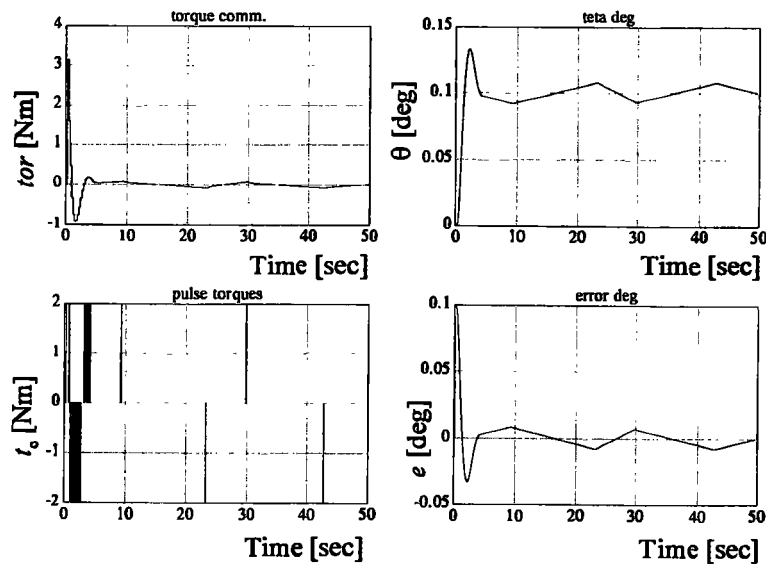 torque comm.
4
3
2
1
0
-1
tor [Nm]
0 10 20 30 40 50
Time [sec]
teta deg
0.15
0.1
0.05
0
θ [deg]
0 10 20 30 40 50
Time [sec]
pulse torques
2
1
0
-1
-2
t_c [Nm]
0 10 20 30 40 50
Time [sec]
error deg
0.1
0.05
0
-0.05
e [deg]
0 10 20 30 40 50
Time [sec]